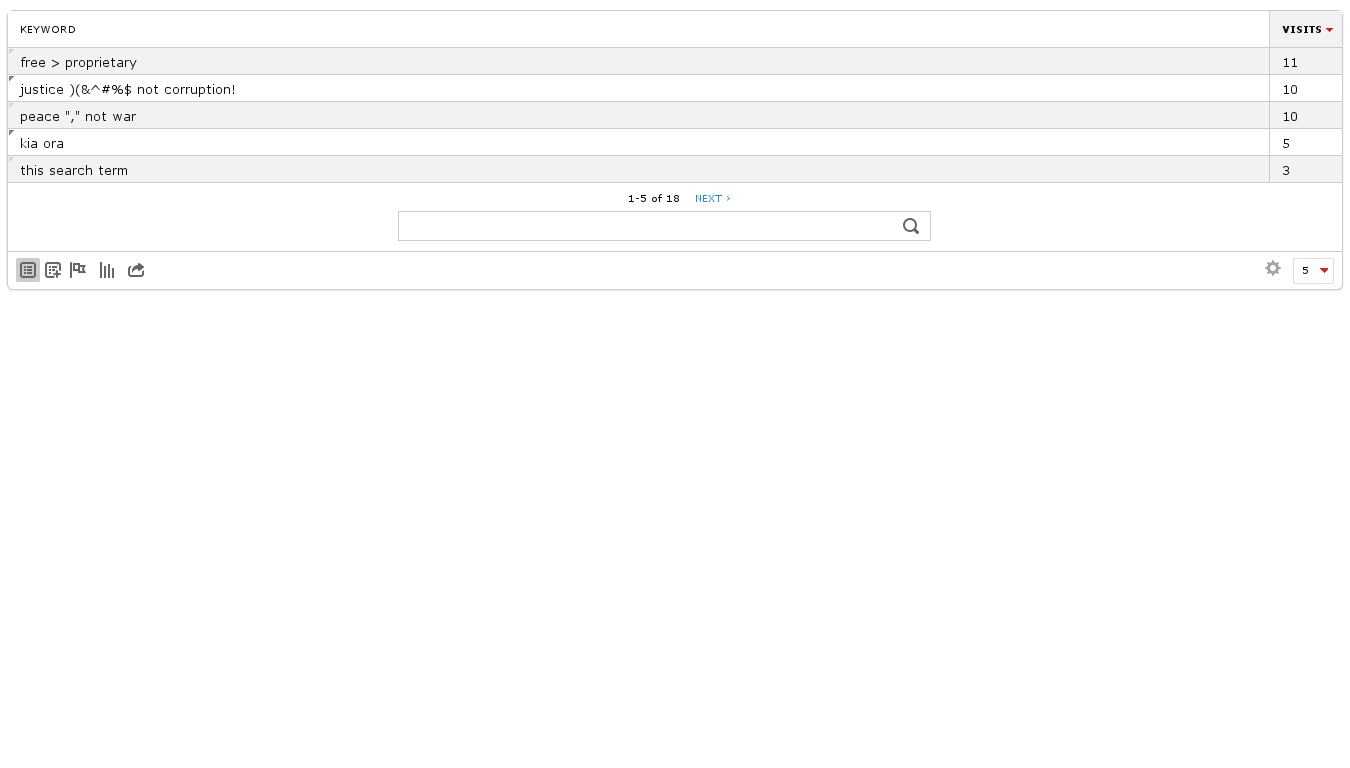 KEYWORD VISITS
free > proprietary 11
justice )(&^#%$ not corruption! 10
peace "," not war 10
kia ora 5
this search term 3
1-5 of 18 NEXT ›
5